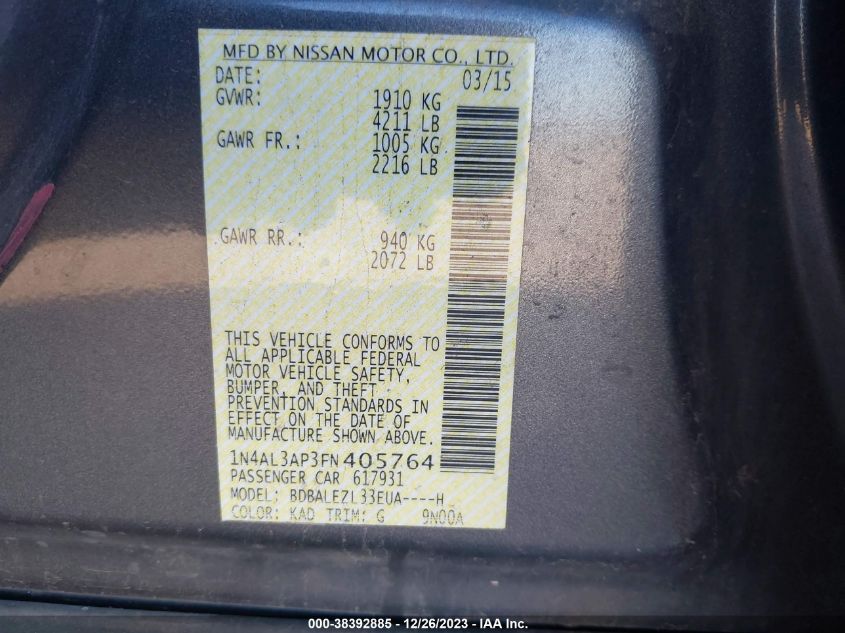 MFD BY NISSAN MOTOR CO., LTD.
DATE: 03/15
GVWR: 1910 KG
4211 LB
GAWR FR.: 1005 KG
2216 LB
GAWR RR.: 940 KG
2072 LB
THIS VEHICLE CONFORMS TO
ALL APPLICABLE FEDERAL
MOTOR VEHICLE SAFETY,
BUMPER, AND THEFT
PREVENTION STANDARDS IN
EFFECT ON THE DATE OF
MANUFACTURE SHOWN ABOVE.
1N4AL3AP3FN405764
PASSENGER CAR 617931
MODEL: BDBALEZL33EUA----H
COLOR: KAD TRIM: G 9N00A
000-38392885 - 12/26/2023 - IAA Inc.